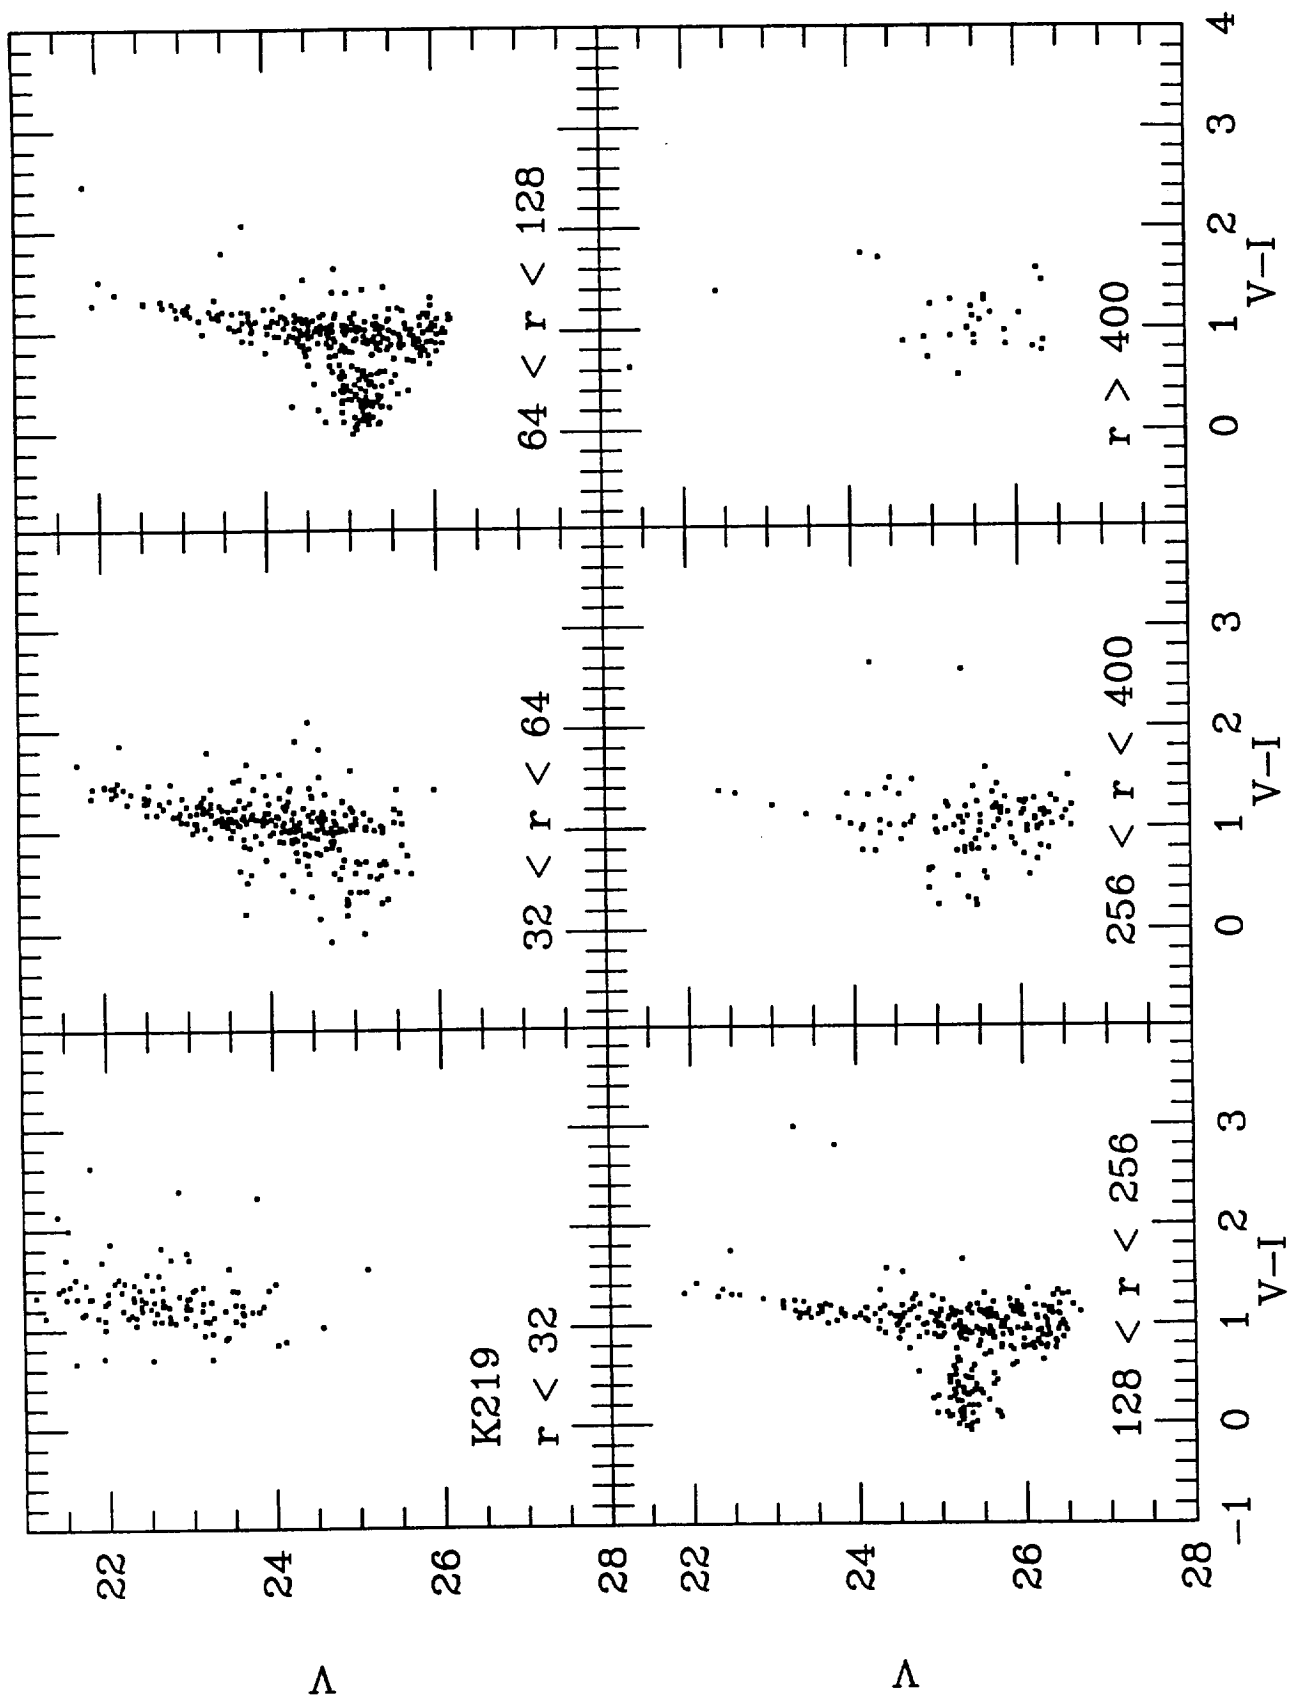 22
24
V
26
K219
r < 32
32 < r < 64
64 < r < 128
28
22
24
V
26
128 < r < 256
256 < r < 400
r > 400
28
-1 0 1 2 3 0 1 2 3 0 1 2 3 4
V-I V-I V-I